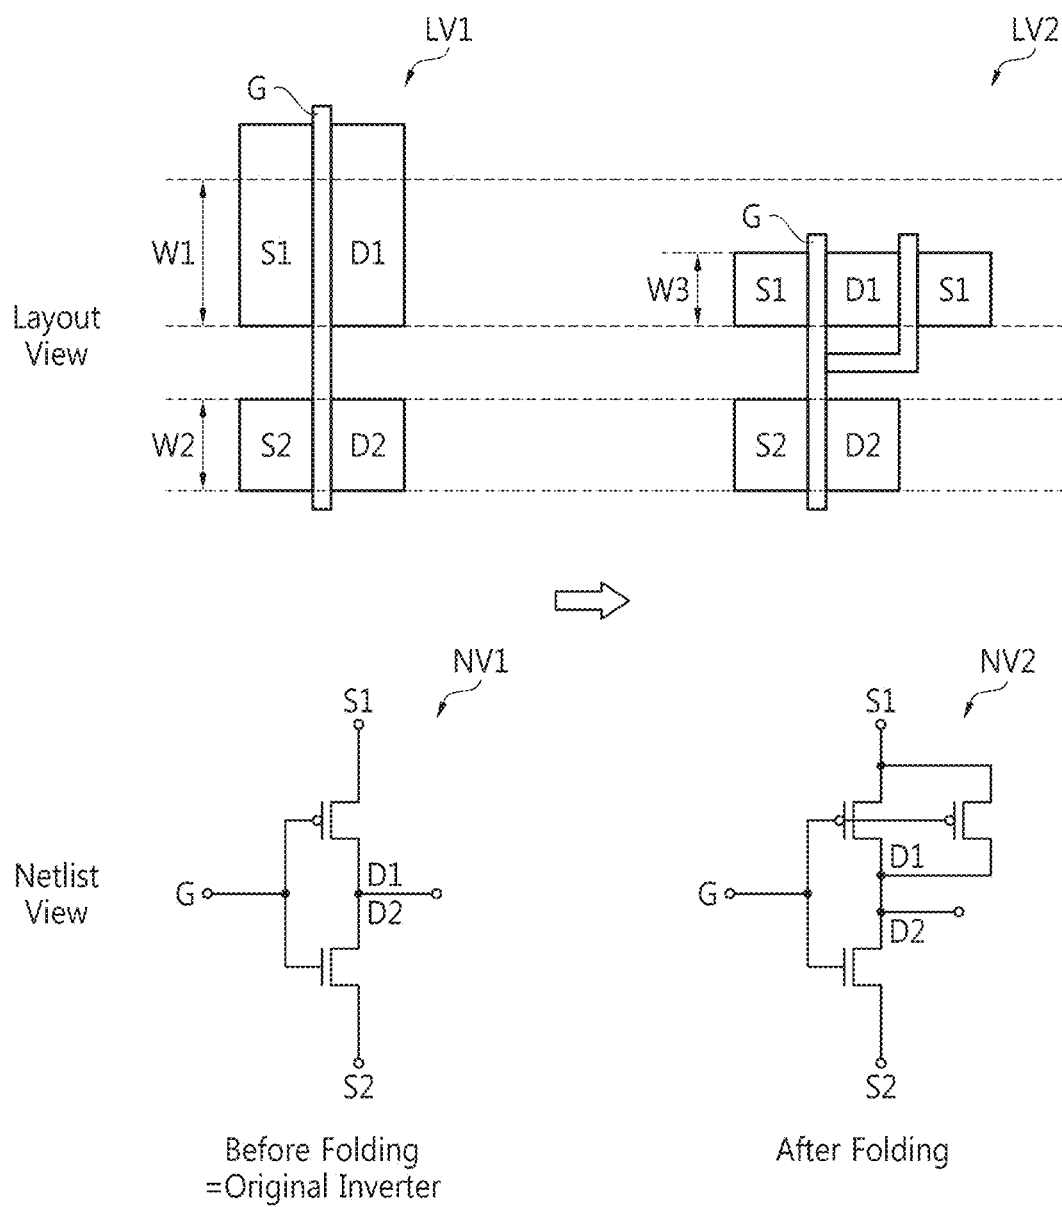 LV1
LV2
G
G
W1
S1
D1
W3
S1
D1
S1
Layout
View
W2
S2
D2
S2
D2
NV1
NV2
S1
S1
D1
D1
Netlist
View
G
D2
G
D2
S2
S2
Before Folding
=Original Inverter
After Folding